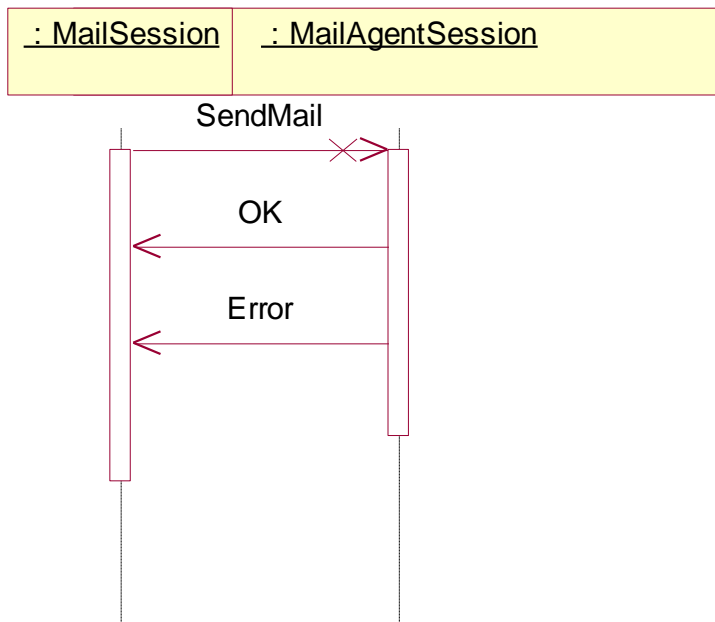 : MailSession
: MailAgentSession
SendMail
OK
Error